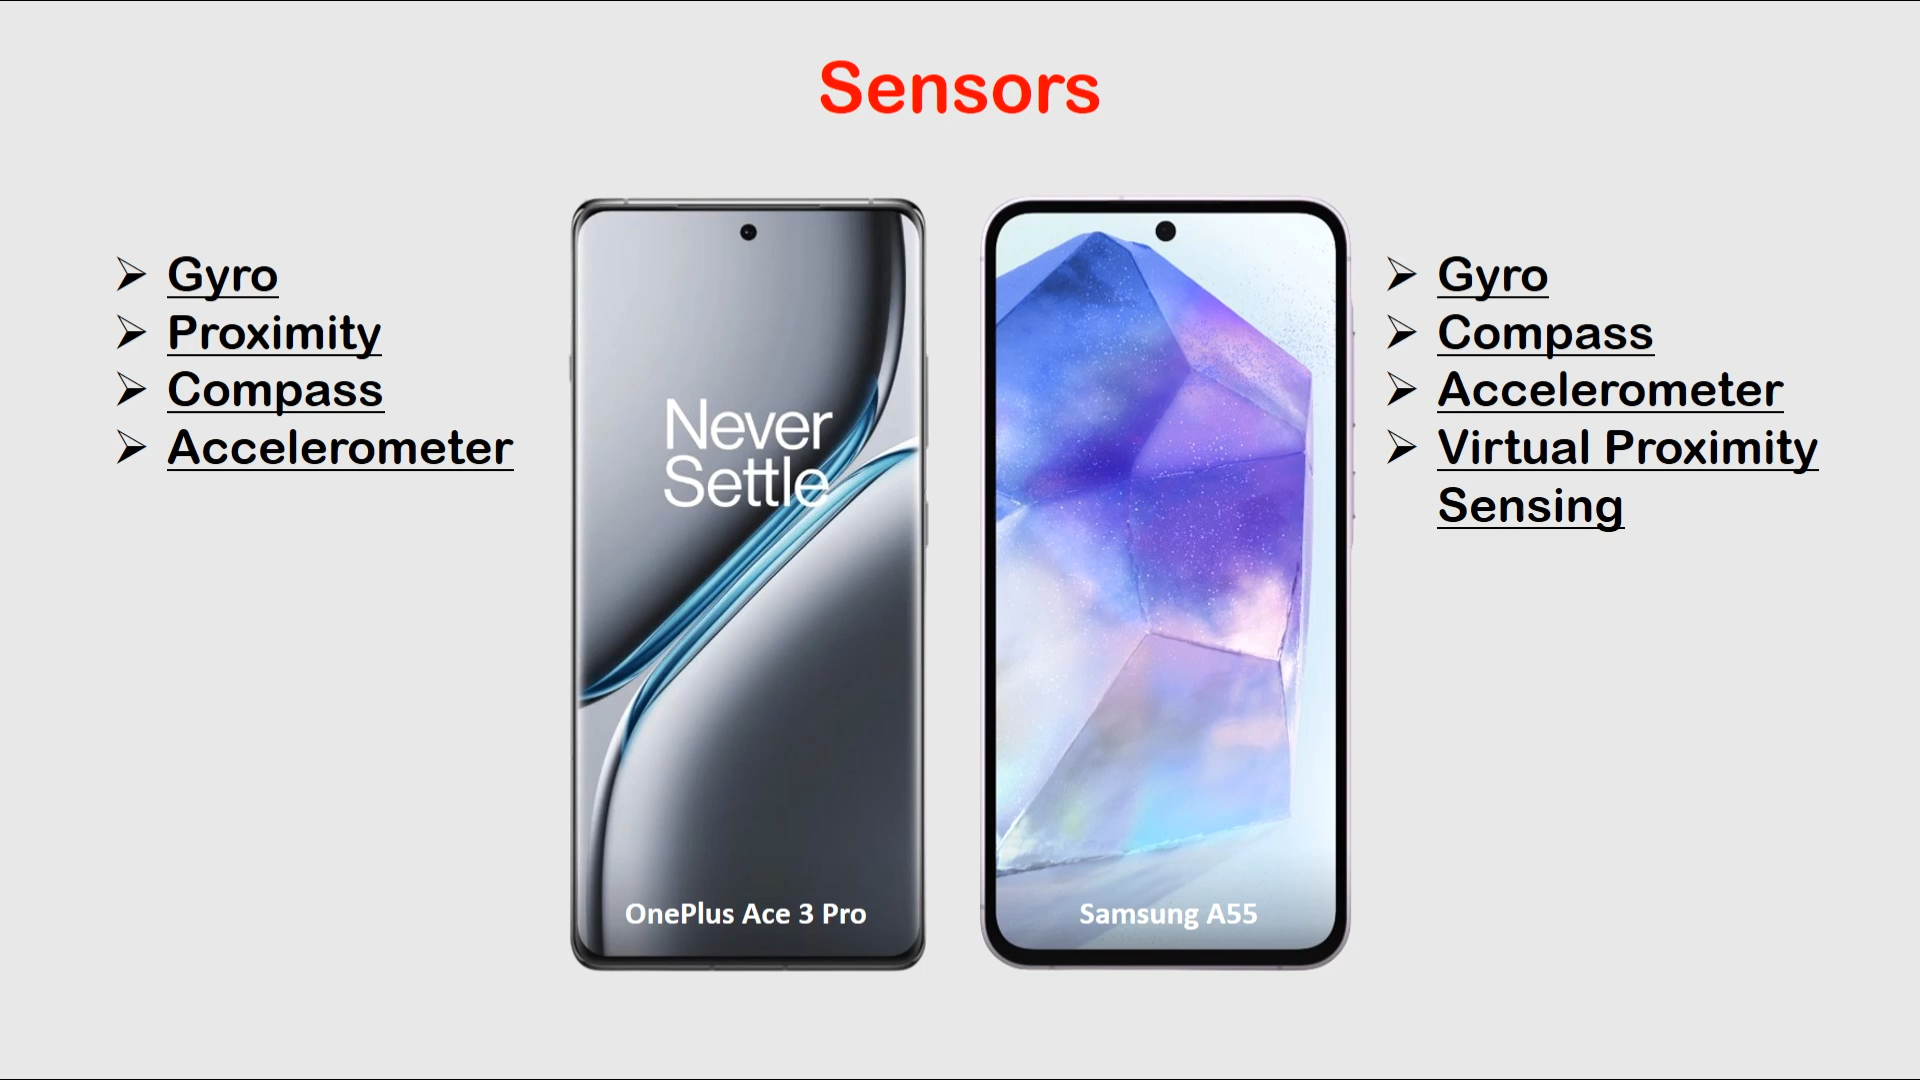 Sensors
Gyro
Proximity
Compass
Accelerometer
Never
Settle
OnePlus Ace 3 Pro
Samsung A55
Gyro
Compass
Accelerometer
Virtual Proximity
Sensing